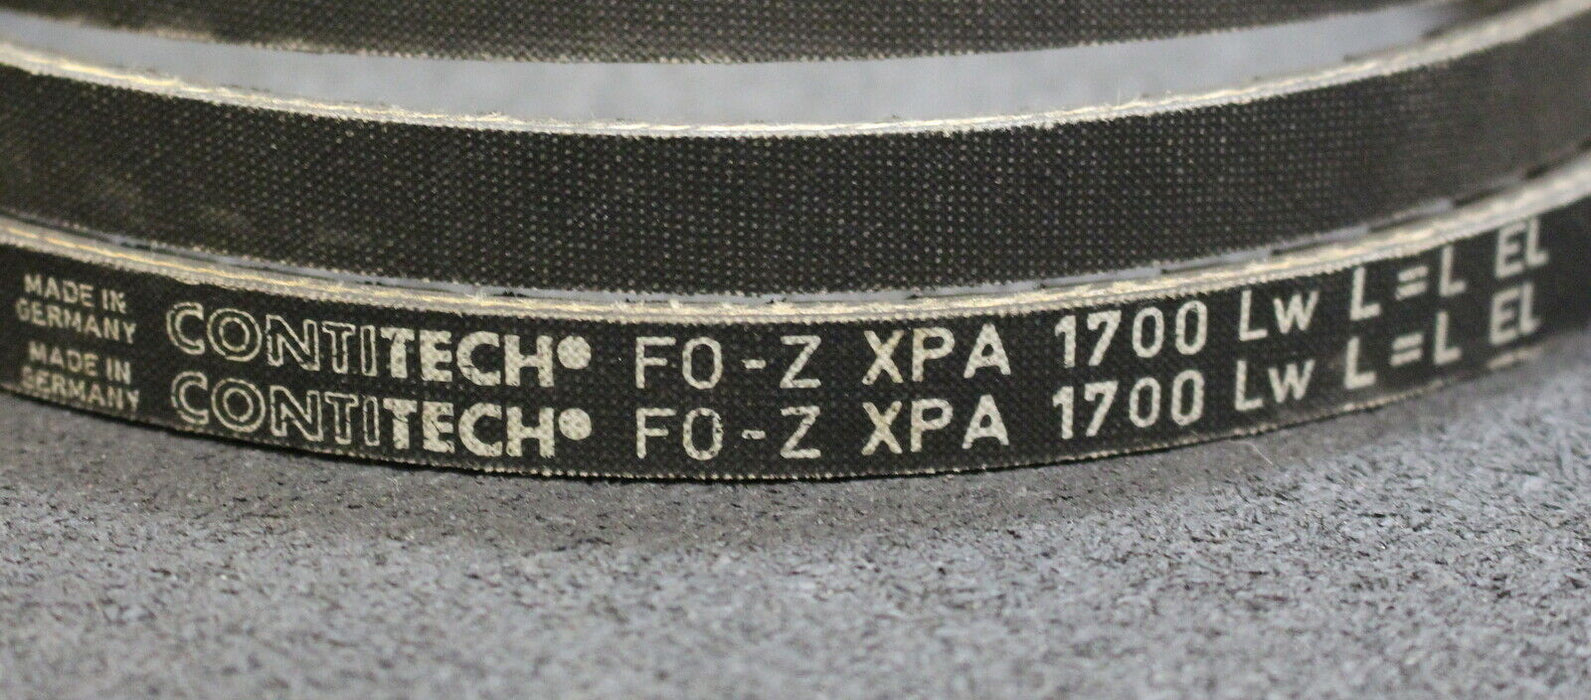 MADE IN
GERMANY
CONTITECH® FO-Z XPA 1700 Lw L=L EL
MADE IN
GERMANY
CONTITECH® FO-Z XPA 1700 Lw L=L EL